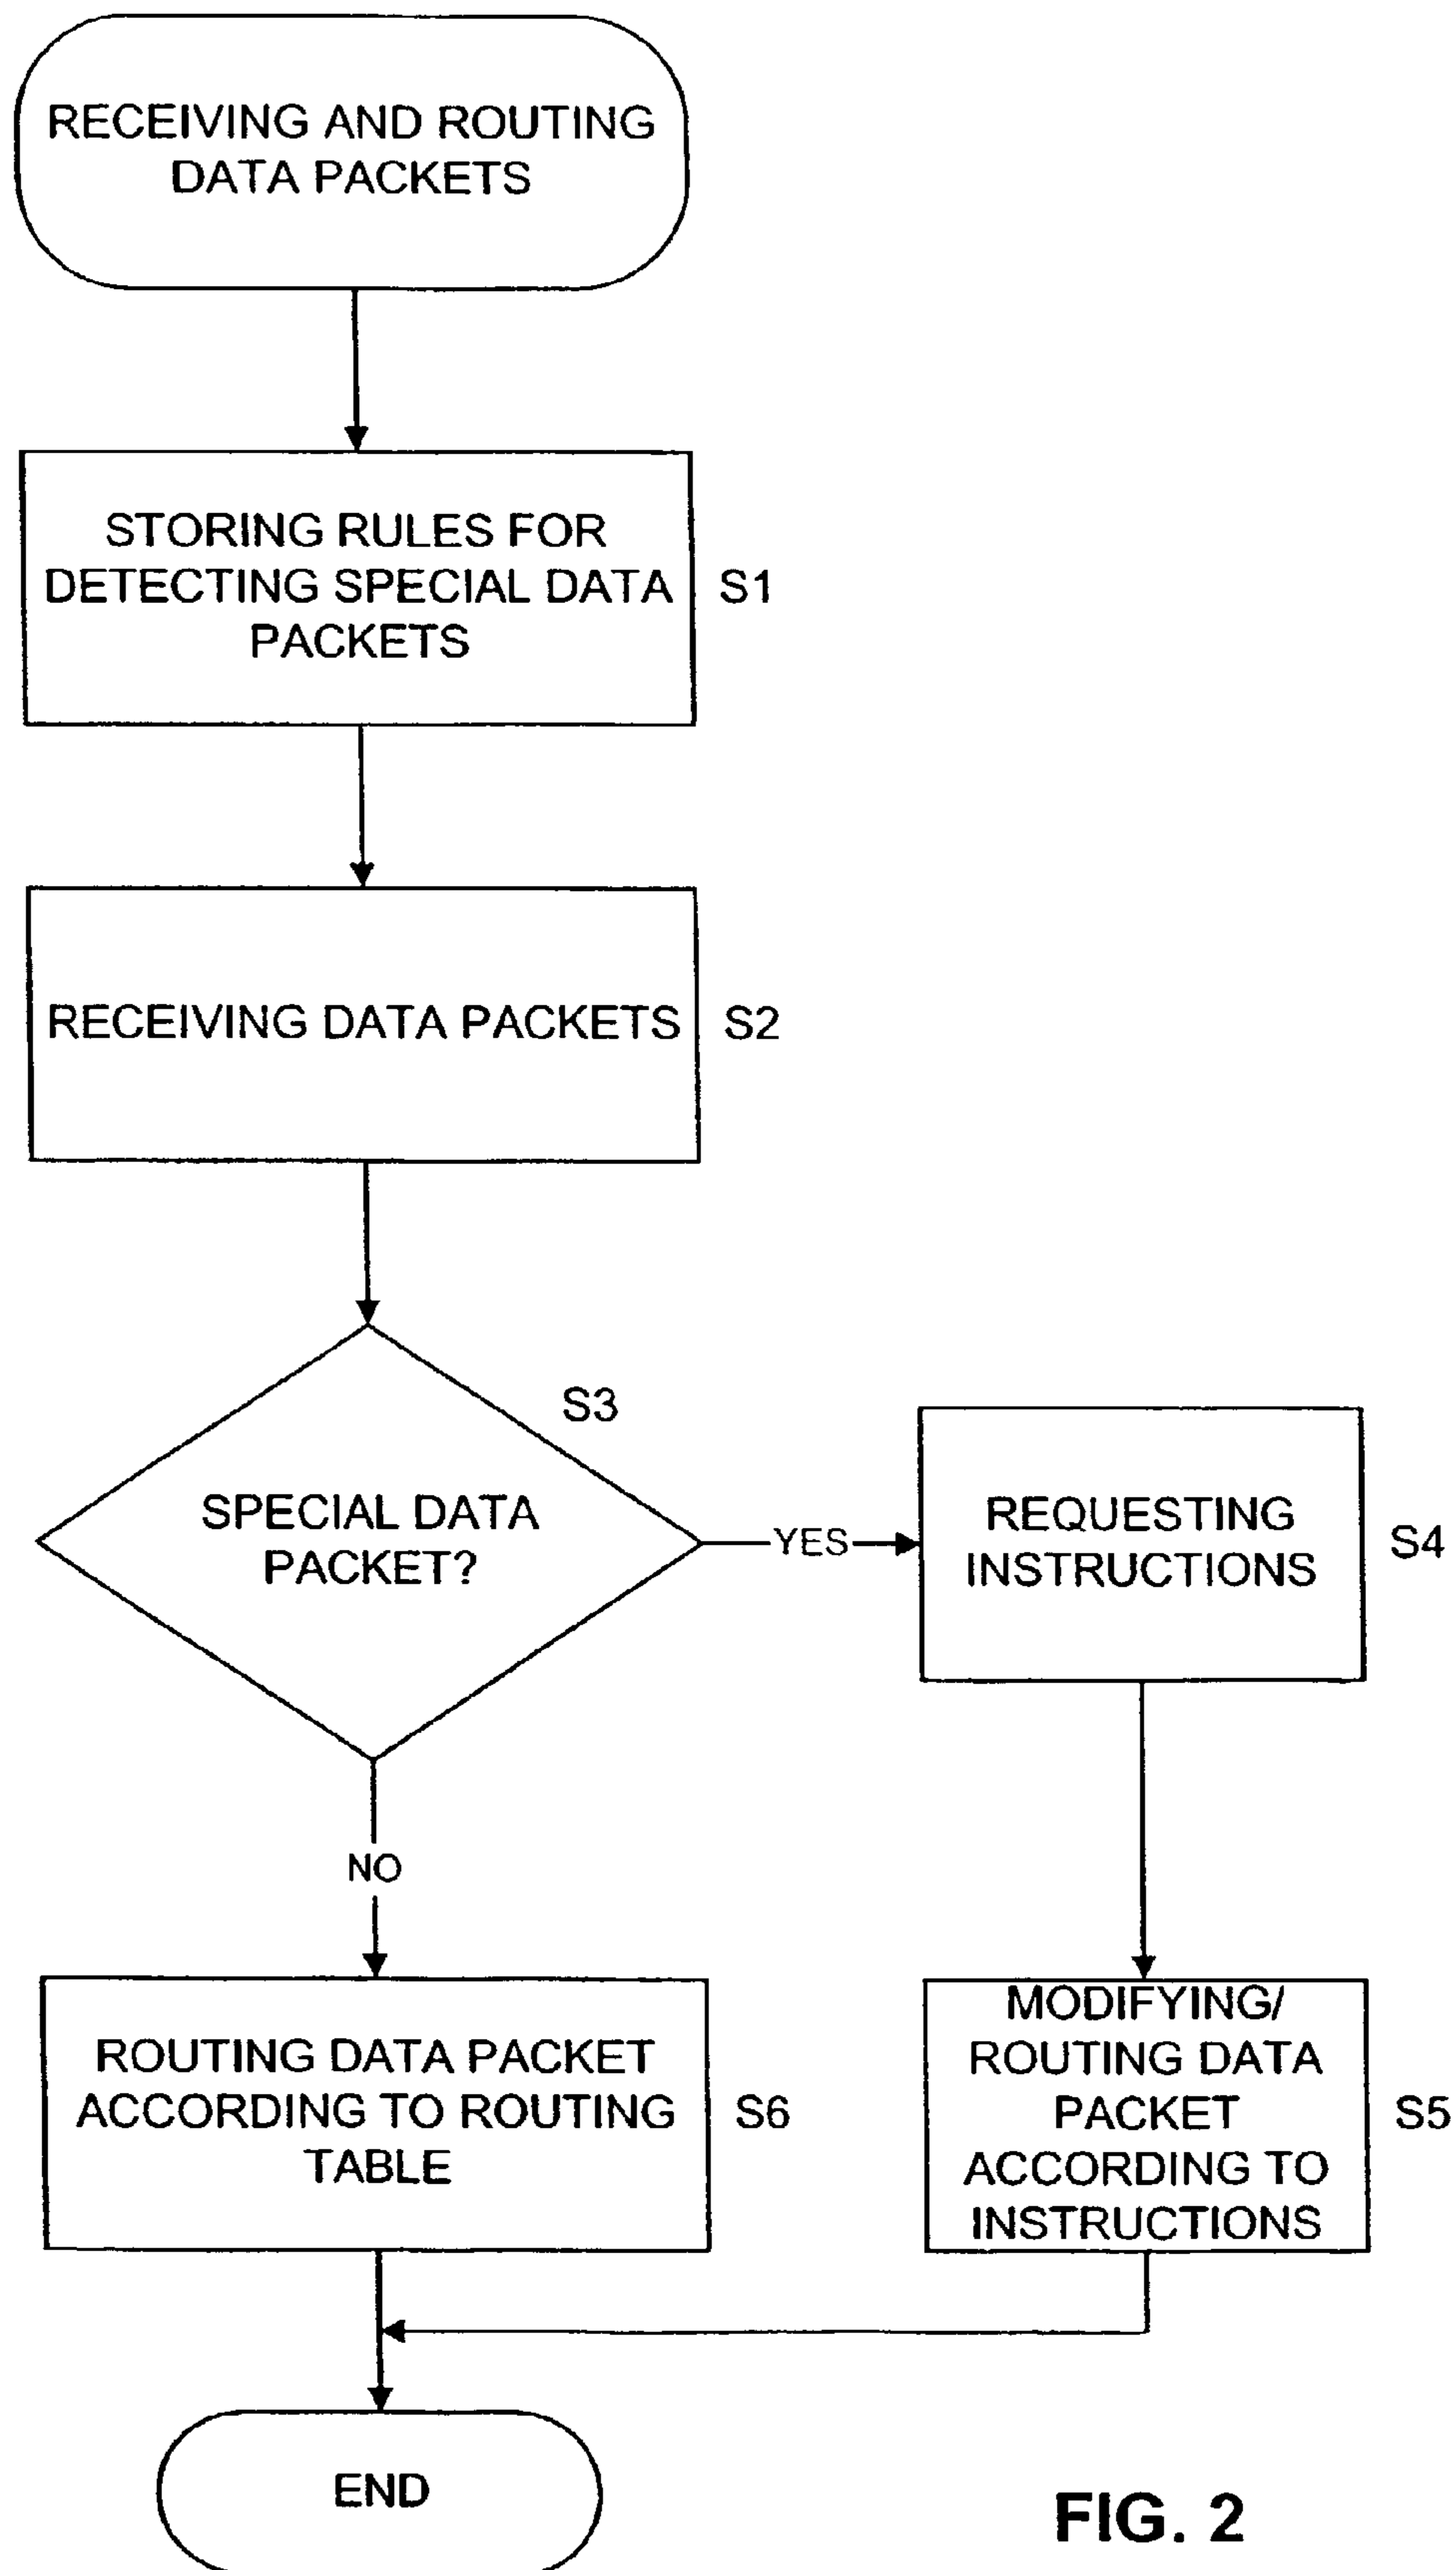 RECEIVING AND ROUTING
DATA PACKETS
STORING RULES FOR
DETECTING SPECIAL DATA
PACKETS
S1
RECEIVING DATA PACKETS
S2
S3
SPECIAL DATA
PACKET?
YES
REQUESTING
INSTRUCTIONS
S4
NO
ROUTING DATA PACKET
ACCORDING TO ROUTING
TABLE
S6
MODIFYING/
ROUTING DATA
PACKET
ACCORDING TO
INSTRUCTIONS
S5
END
FIG. 2